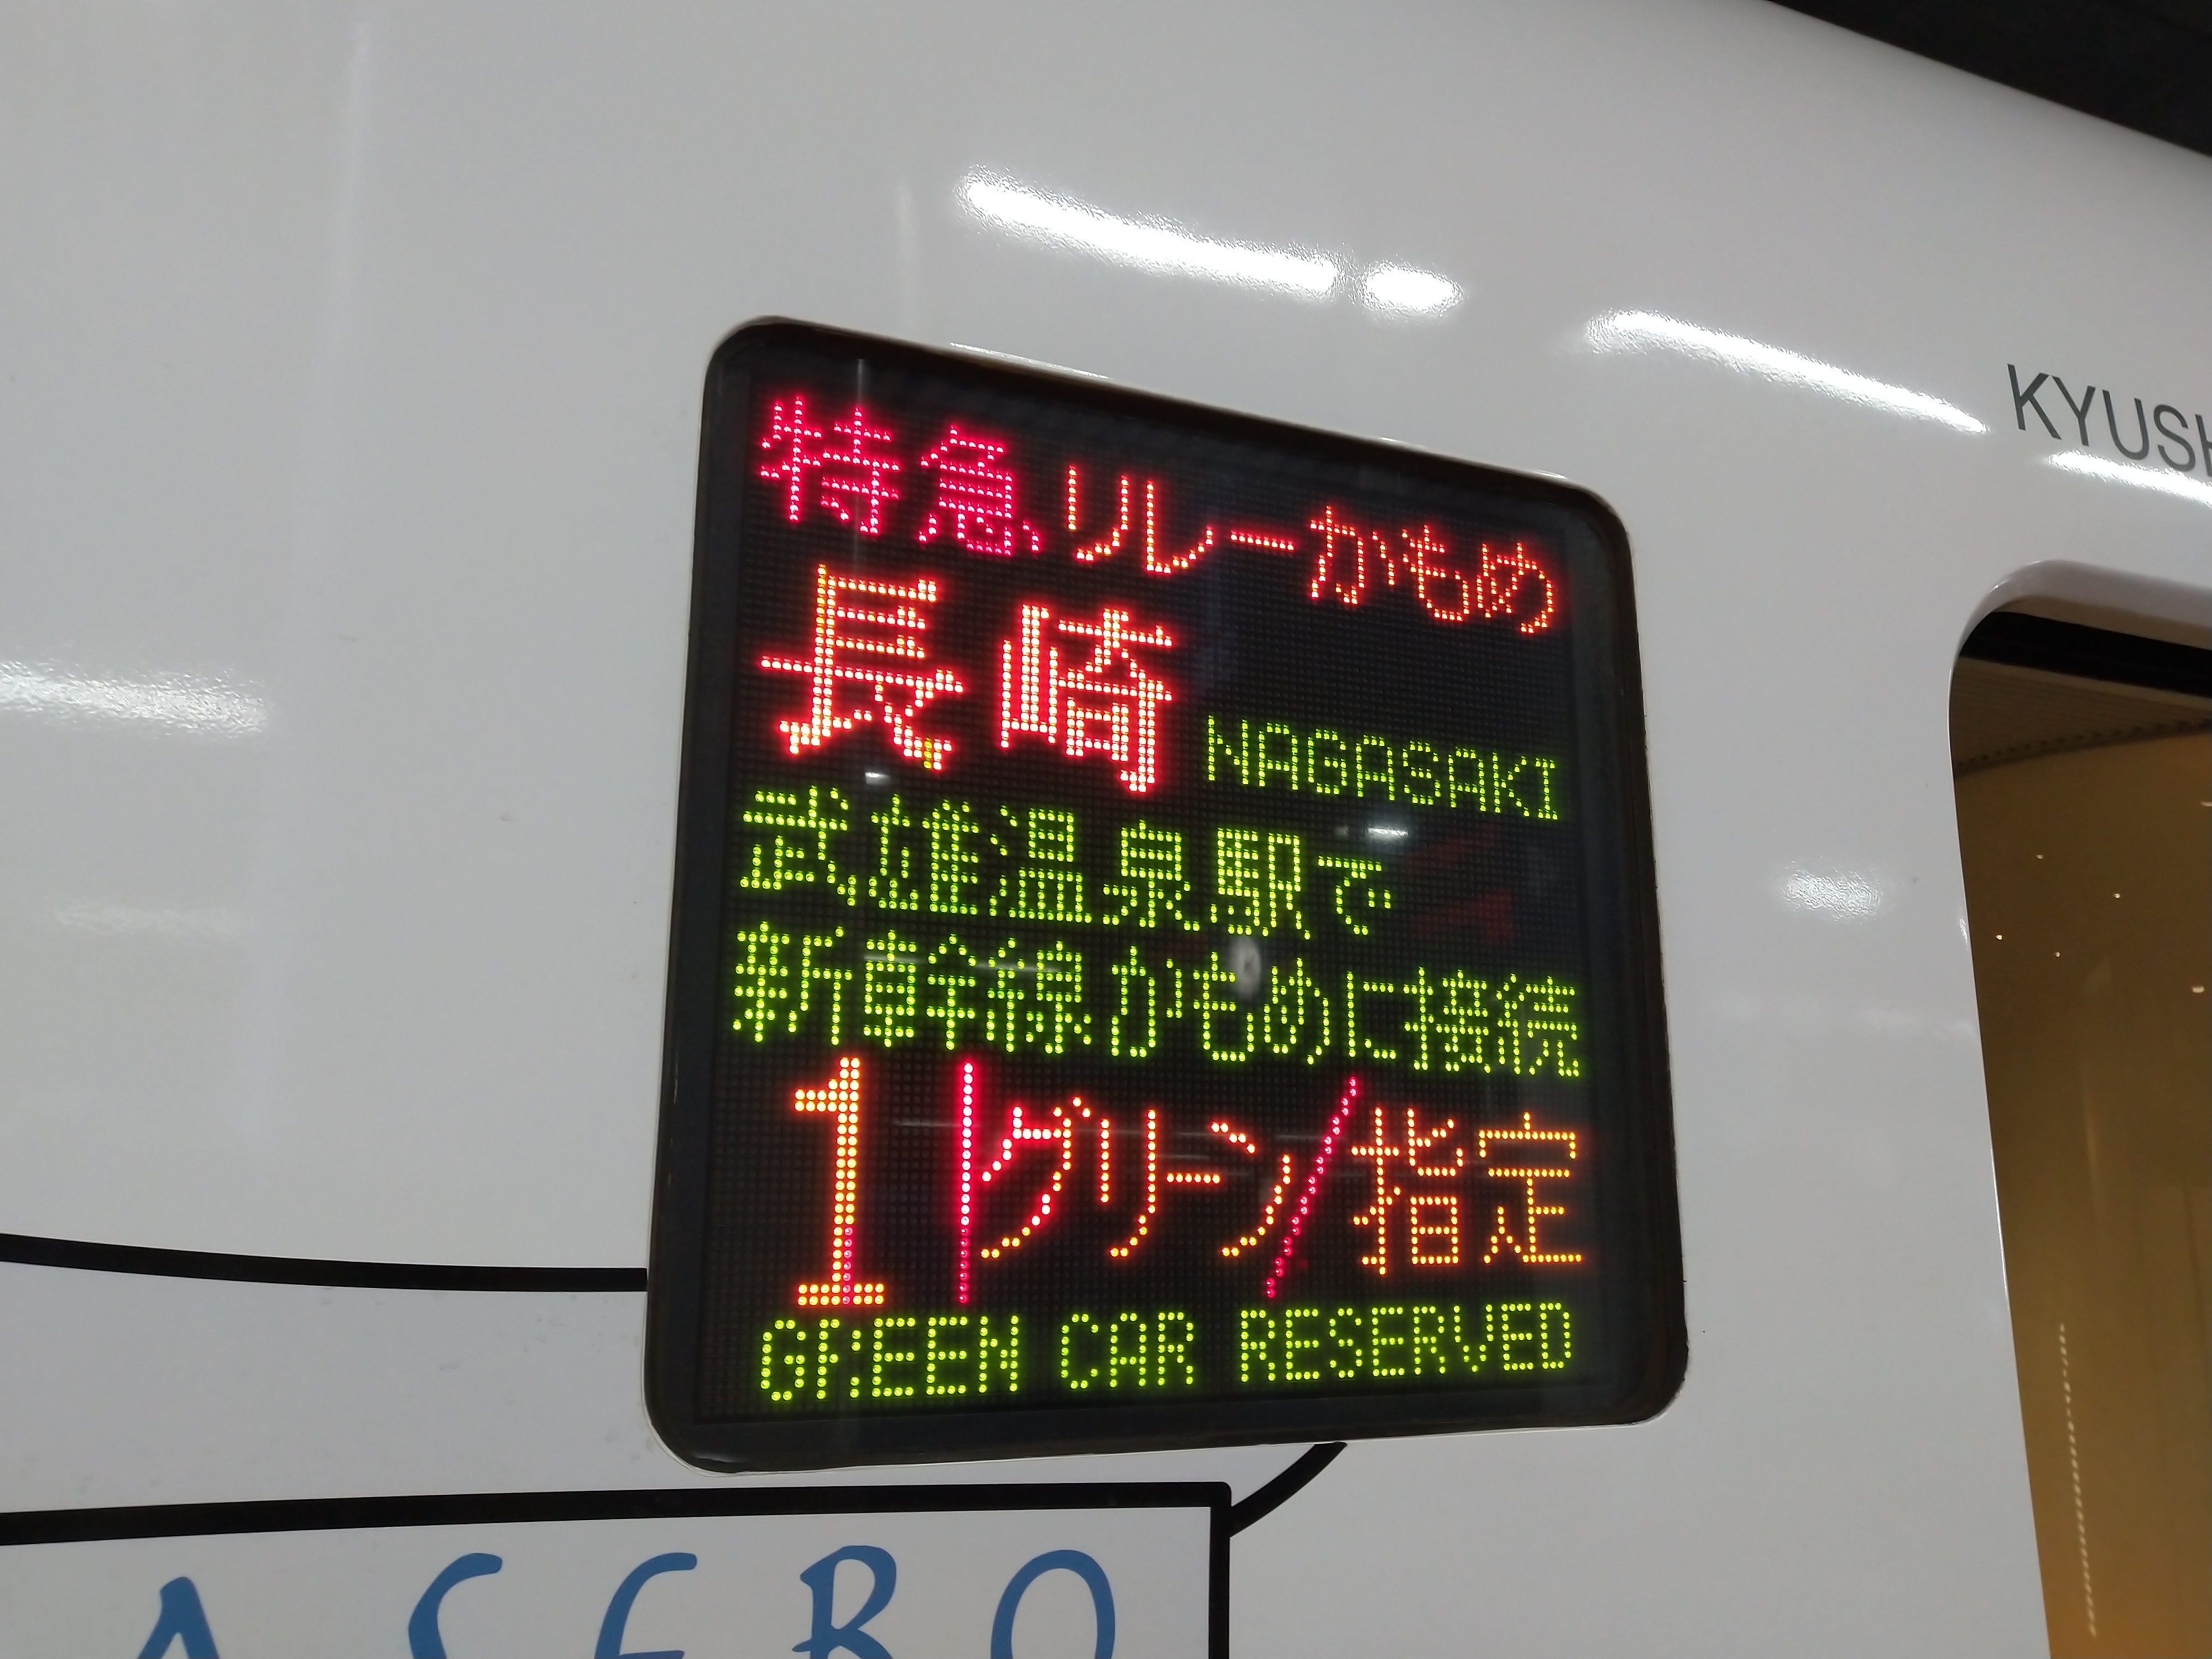 KYUSH
特急 リレーかもめ
長崎 NAGASAKI
武雄温泉駅で
新幹線かもめに接続
1 グリーン/指定
GREEN CAR RESERVED